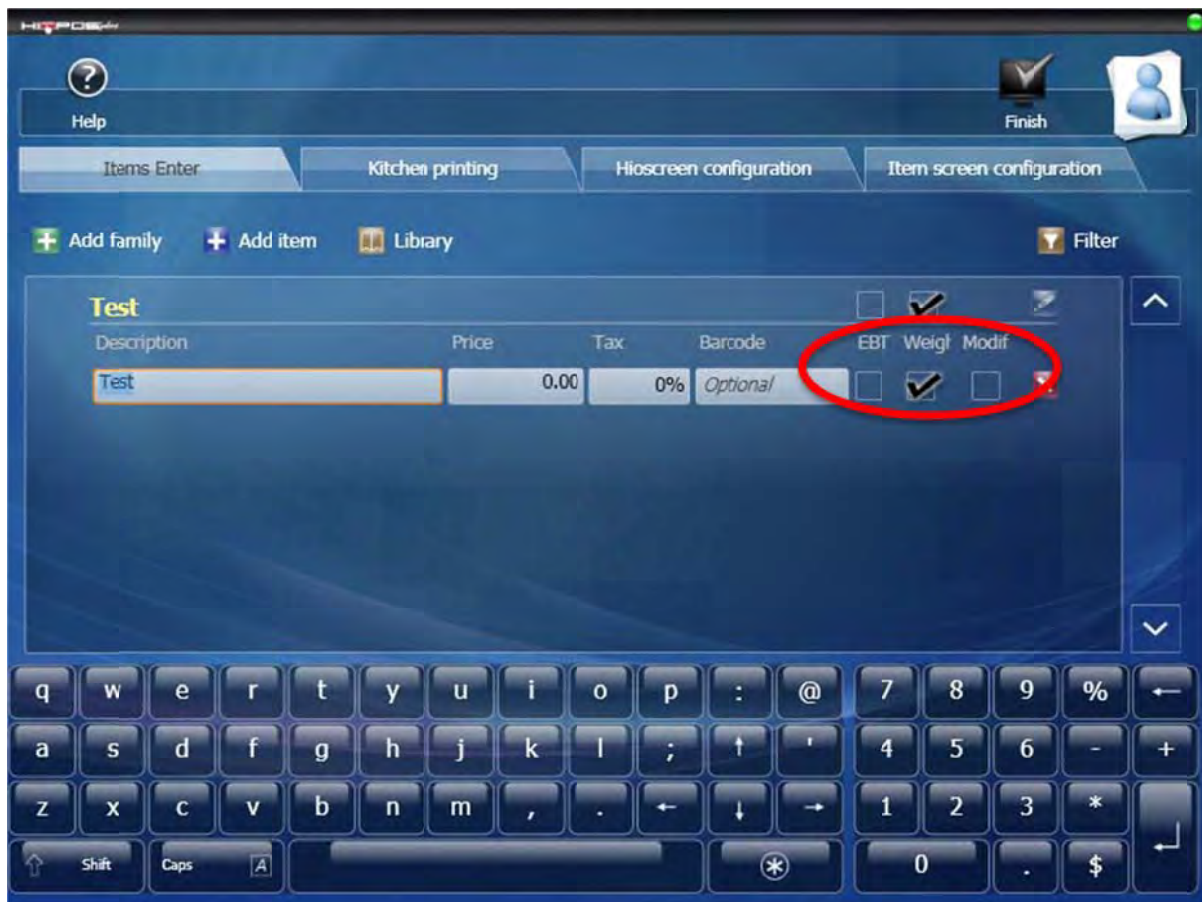 Help
Finish
Items Enter Kitchen printing Hioscreen configuration Item screen configuration
Add family Add item Library Filter
Test
Description Price Tax Barcode EBT Weigh Modif
Test 0.00 0% Optional
q w e r t y u i o p : @ 7 8 9 % ←
a s d f g h j k l ; ↑ ' 4 5 6 - +
z x c v b n m , . ← ↓ → 1 2 3 *
Shift Caps A 0 . $